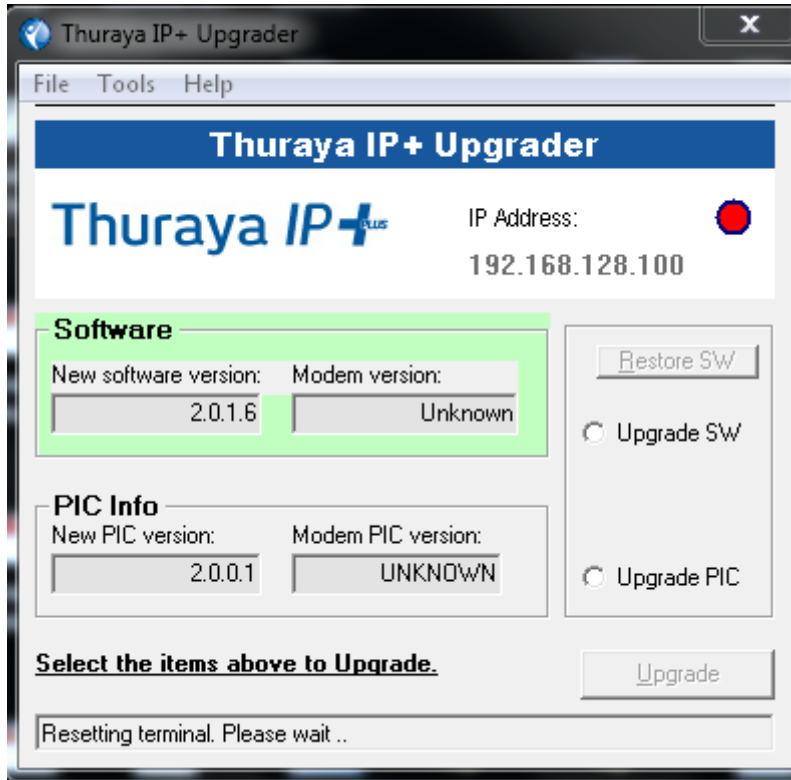 Thuraya IP+ Upgrader
X
File Tools Help
Thuraya IP+ Upgrader
Thuraya IP+ PLUS
IP Address:
192.168.128.100
Software
New software version: Modem version:
2.0.1.6 Unknown
Restore SW
Upgrade SW
PIC Info
New PIC version: Modem PIC version:
2.0.0.1 UNKNOWN
Upgrade PIC
Select the items above to Upgrade.
Upgrade
Resetting terminal. Please wait ..